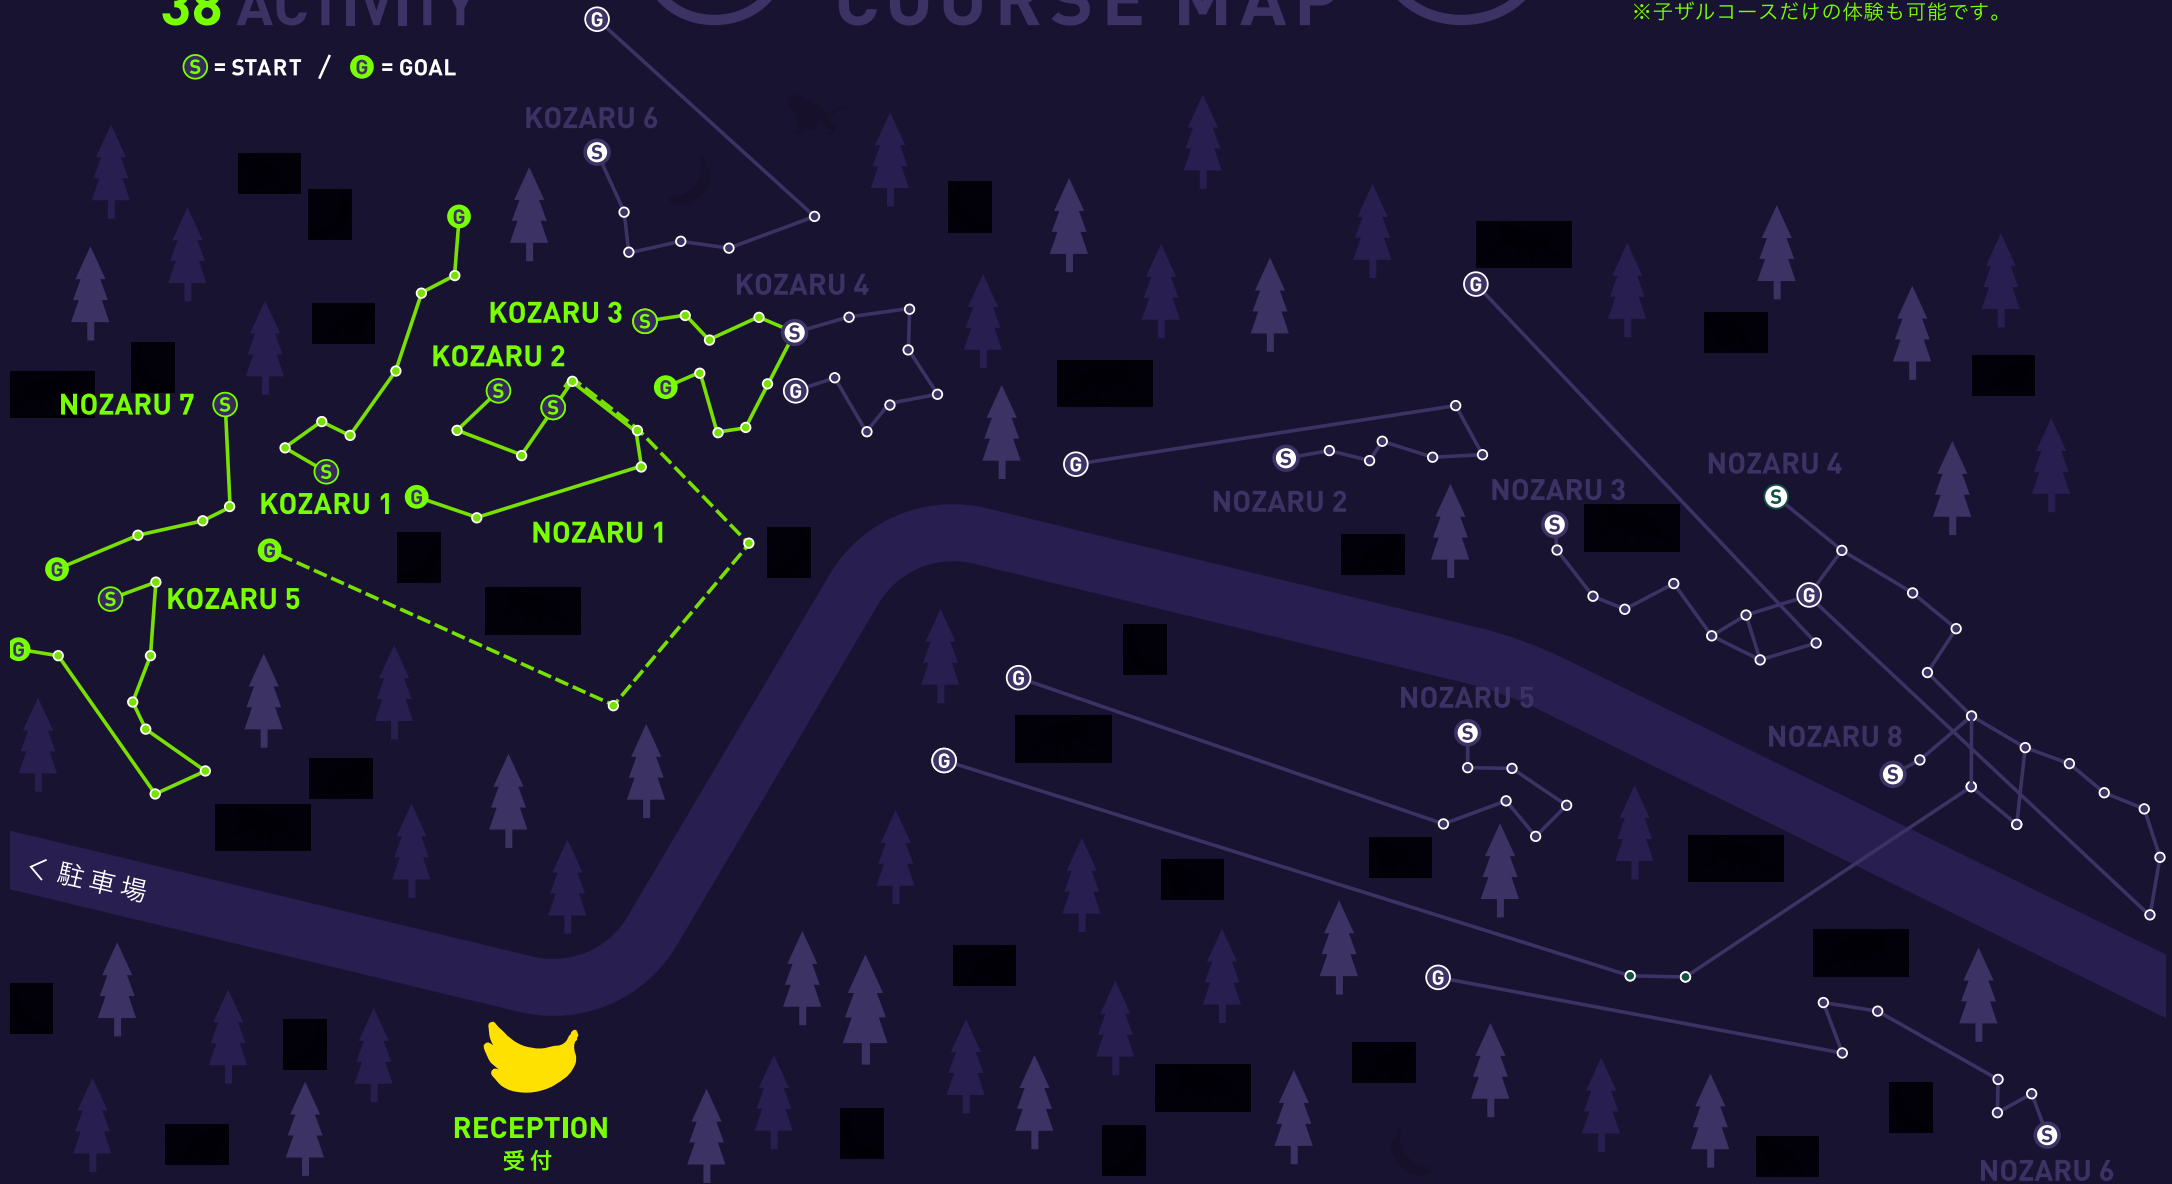 38 ACTIVITY
COURSE MAP
※子ザルコースだけの体験も可能です。
S = START / G = GOAL
G
KOZARU 6
S
G
KOZARU 4
G
KOZARU 3 S
S
KOZARU 2
G
S
G
G
NOZARU 7 S
S
NOZARU 4
G
S
S
KOZARU 1
G
NOZARU 2
NOZARU 3
S
S
NOZARU 1
G
G
S KOZARU 5
G
G
G
NOZARU 5
S
NOZARU 8
G
S
< 駐車場
G
RECEPTION
受付
S
NOZARU 6